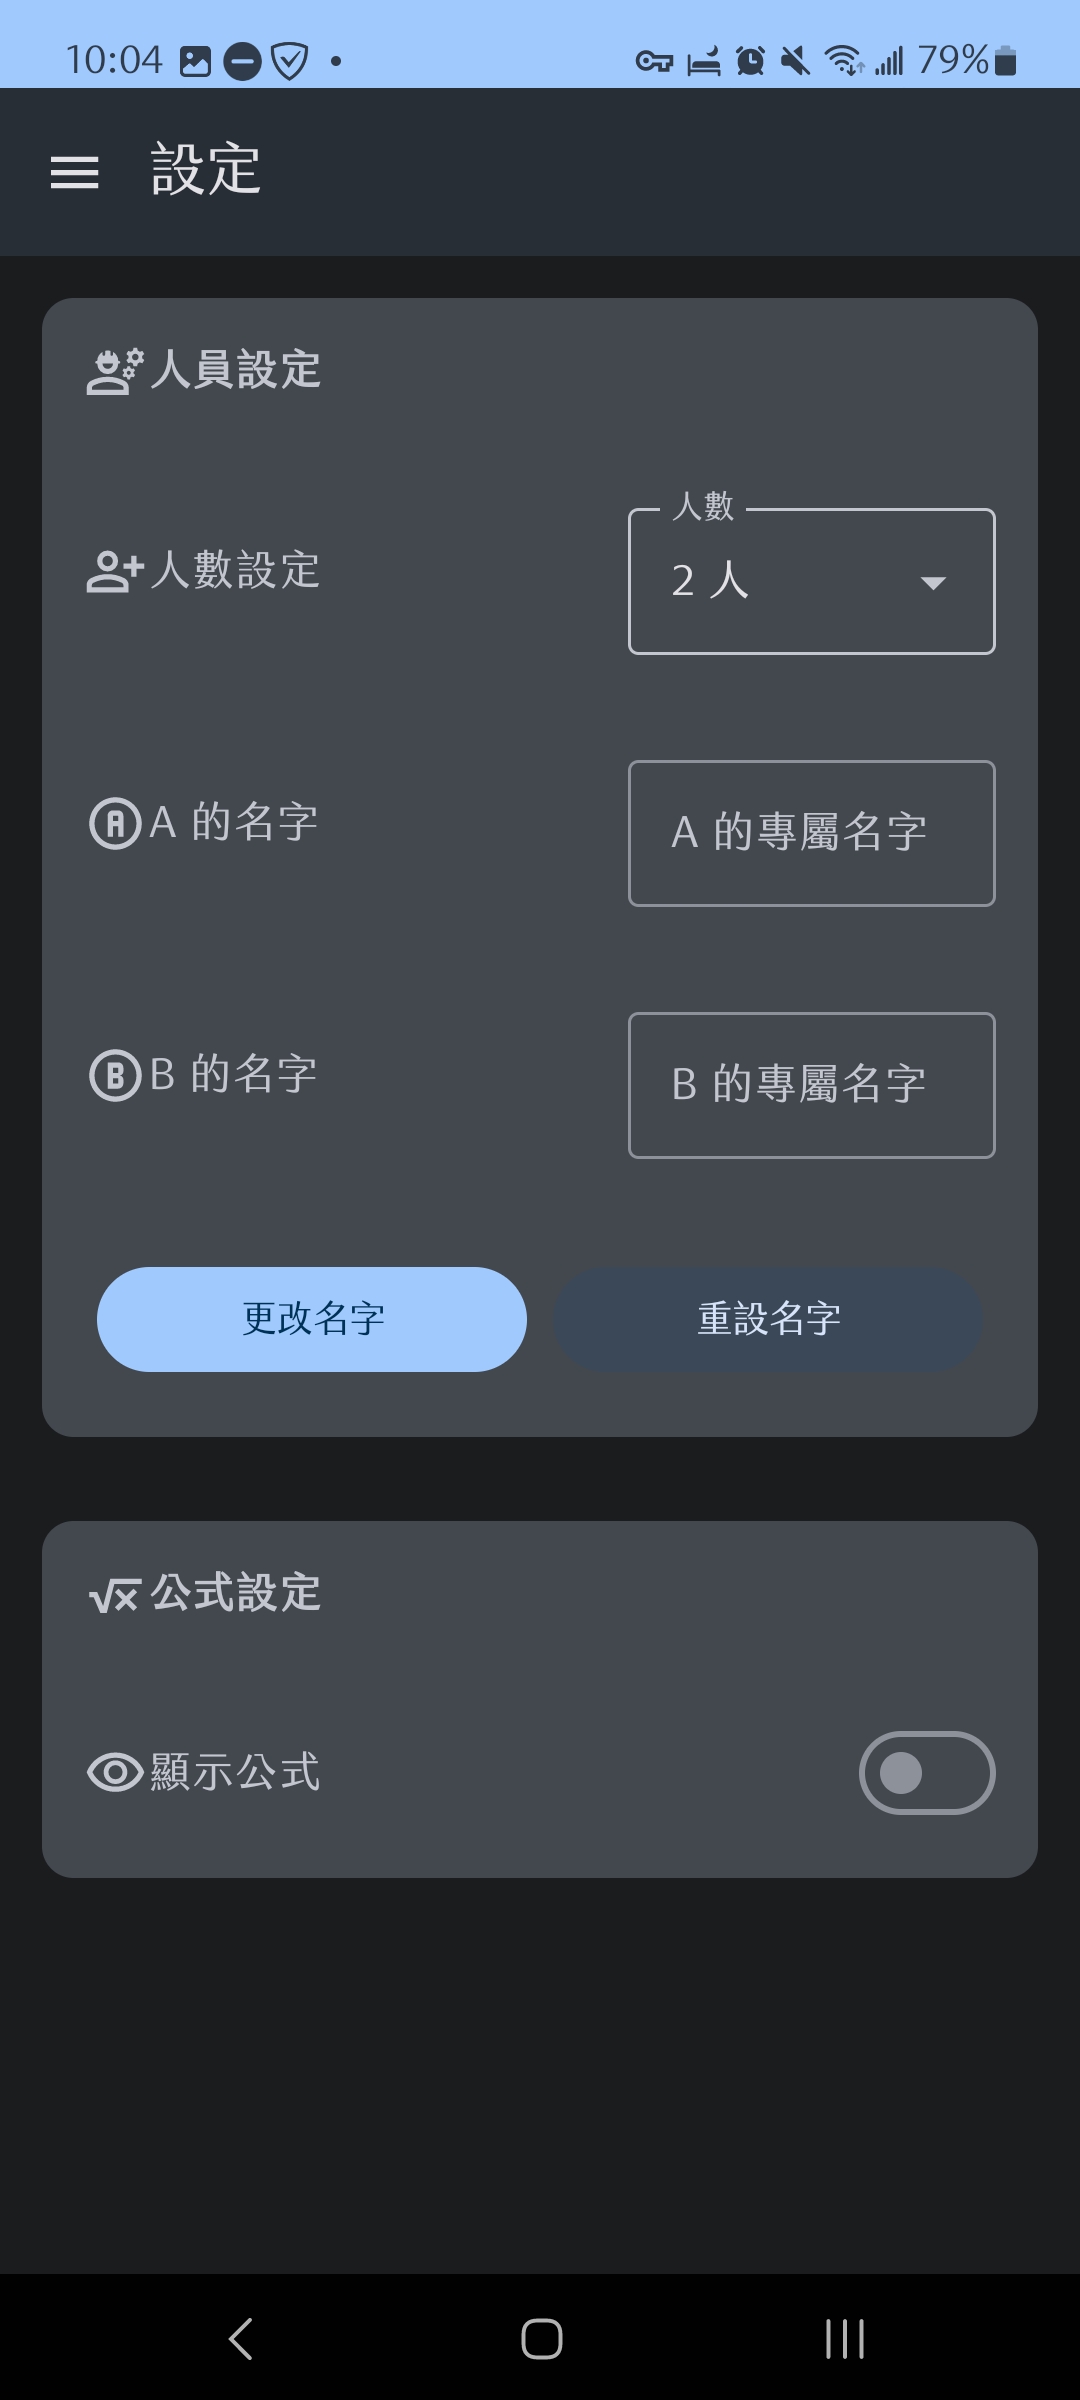 10:04
79%
設定
人員設定
人數
人數設定
2 人
A 的名字
A 的專屬名字
B 的名字
B 的專屬名字
更改名字
重設名字
公式設定
顯示公式